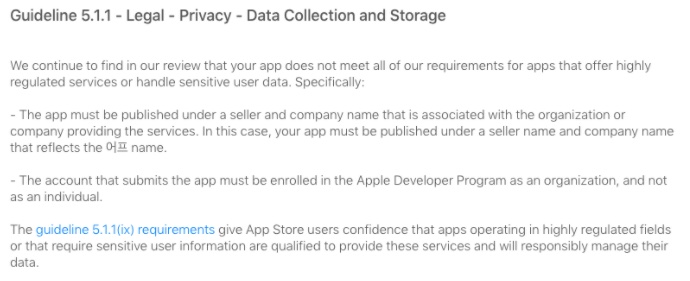 Guideline 5.1.1 - Legal - Privacy - Data Collection and Storage
We continue to find in our review that your app does not meet all of our requirements for apps that offer highly
regulated services or handle sensitive user data. Specifically:
- The app must be published under a seller and company name that is associated with the organization or
company providing the services. In this case, your app must be published under a seller name and company name
that reflects the 어프 name.
- The account that submits the app must be enrolled in the Apple Developer Program as an organization, and not
as an individual.
The guideline 5.1.1(ix) requirements give App Store users confidence that apps operating in highly regulated fields
or that require sensitive user information are qualified to provide these services and will responsibly manage their
data.